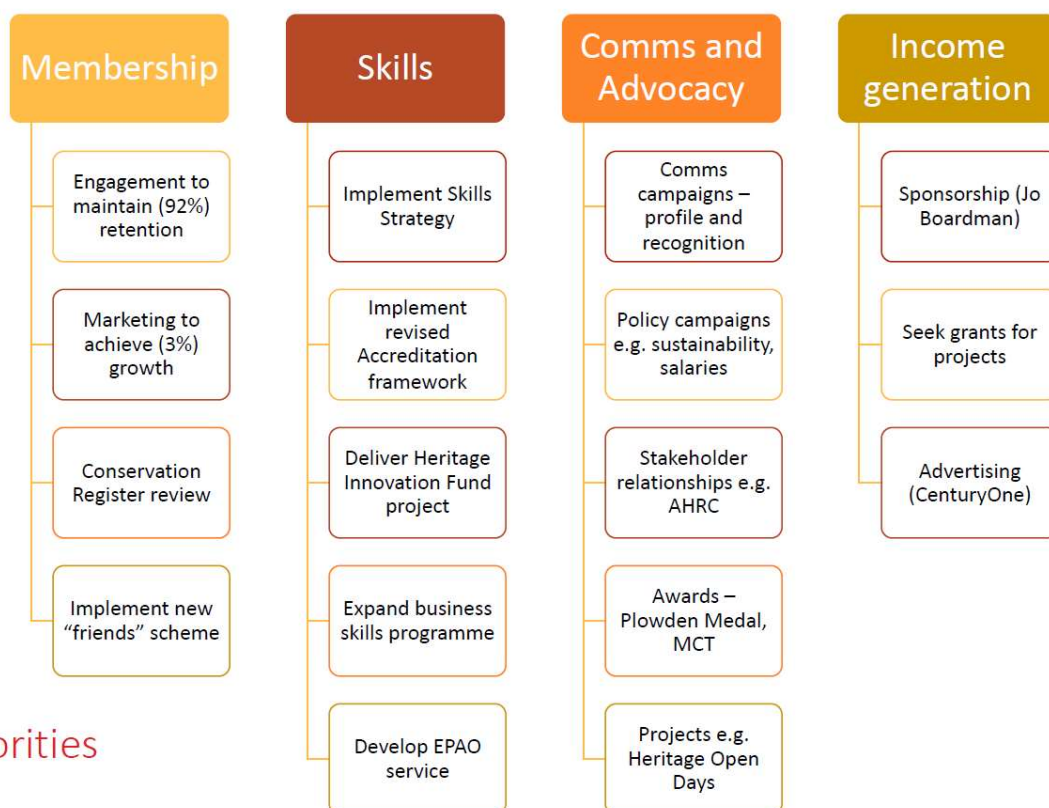 Membership
Engagement to
maintain (92%)
retention
Marketing to
achieve (3%)
growth
Conservation
Register review
Implement new
“friends” scheme
Skills
Implement Skills
Strategy
Implement
revised
Accreditation
framework
Deliver Heritage
Innovation Fund
project
Expand business
skills programme
Develop EPAO
service
Comms and
Advocacy
Comms
campaigns –
profile and
recognition
Policy campaigns
e.g. sustainability,
salaries
Stakeholder
relationships e.g.
AHRC
Awards –
Plowden Medal,
MCT
Projects e.g.
Heritage Open
Days
Income
generation
Sponsorship (Jo
Boardman)
Seek grants for
projects
Advertising
(CenturyOne)
orities